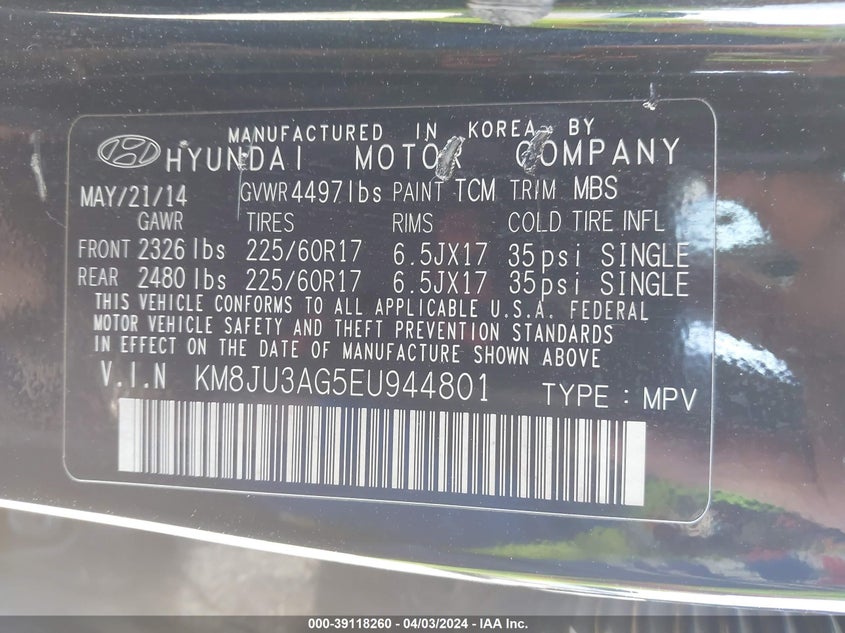 MANUFACTURED IN KOREA BY
HYUNDAI MOTOR COMPANY
MAY/21/14 GVWR 4497lbs PAINT TCM TRIM MBS
GAWR TIRES RIMS COLD TIRE INFL
FRONT 2326 lbs 225/60R17 6.5JX17 35psi SINGLE
REAR 2480 lbs 225/60R17 6.5JX17 35psi SINGLE
THIS VEHICLE CONFORMS TO ALL APPLICABLE U.S.A. FEDERAL
MOTOR VEHICLE SAFETY AND THEFT PREVENTION STANDARDS
IN EFFECT ON THE DATE OF MANUFACTURE SHOWN ABOVE
V.I.N KM8JU3AG5EU944801 TYPE : MPV
000-39118260 - 04/03/2024 - IAA Inc.